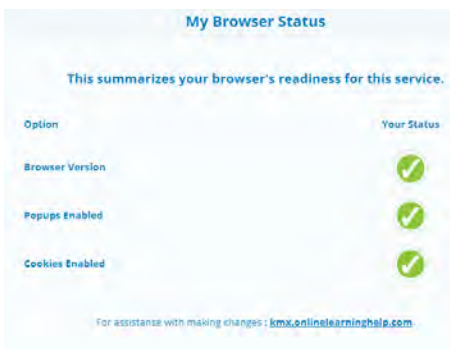 My Browser Status
This summarizes your browser's readiness for this service.
Option Your Status
Browser Version
Popups Enabled
Cookies Enabled
For assistance with making changes : kmx.onlinelearninghelp.com